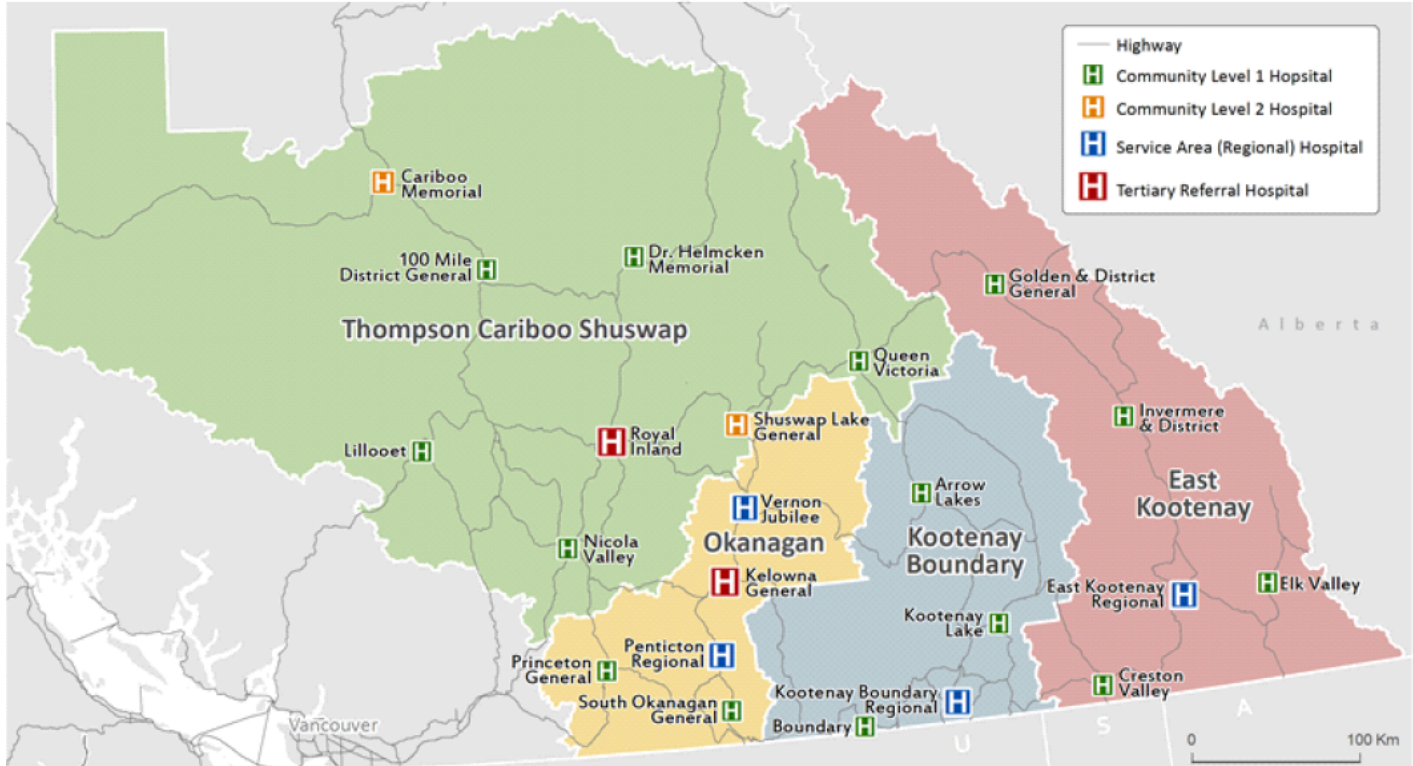 Highway
H Community Level 1 Hopsital
H Community Level 2 Hospital
H Service Area (Regional) Hospital
H Tertiary Referral Hospital
H Cariboo
Memorial
100 Mile
District General H
H Dr. Helmcken
Memorial
H Golden & District
General
Alberta
Thompson Cariboo Shuswap
H Queen
Victoria
H Shuswap Lake
General
H Invermere
& District
Lillooet H
H Royal
Inland
East
Kootenay
H Arrow
Lakes
H Vernon
Jubilee
Okanagan
Kootenay
Boundary
H Nicola
Valley
H Kelowna
General
East Kootenay
Regional H
H Elk Valley
Kootenay
Lake H
Penticton
Regional H
Princeton
General H
H Creston
Valley
South Okanagan
General H
Kootenay Boundary
Regional H
Boundary H
Vancouver
U S A
0 100 Km